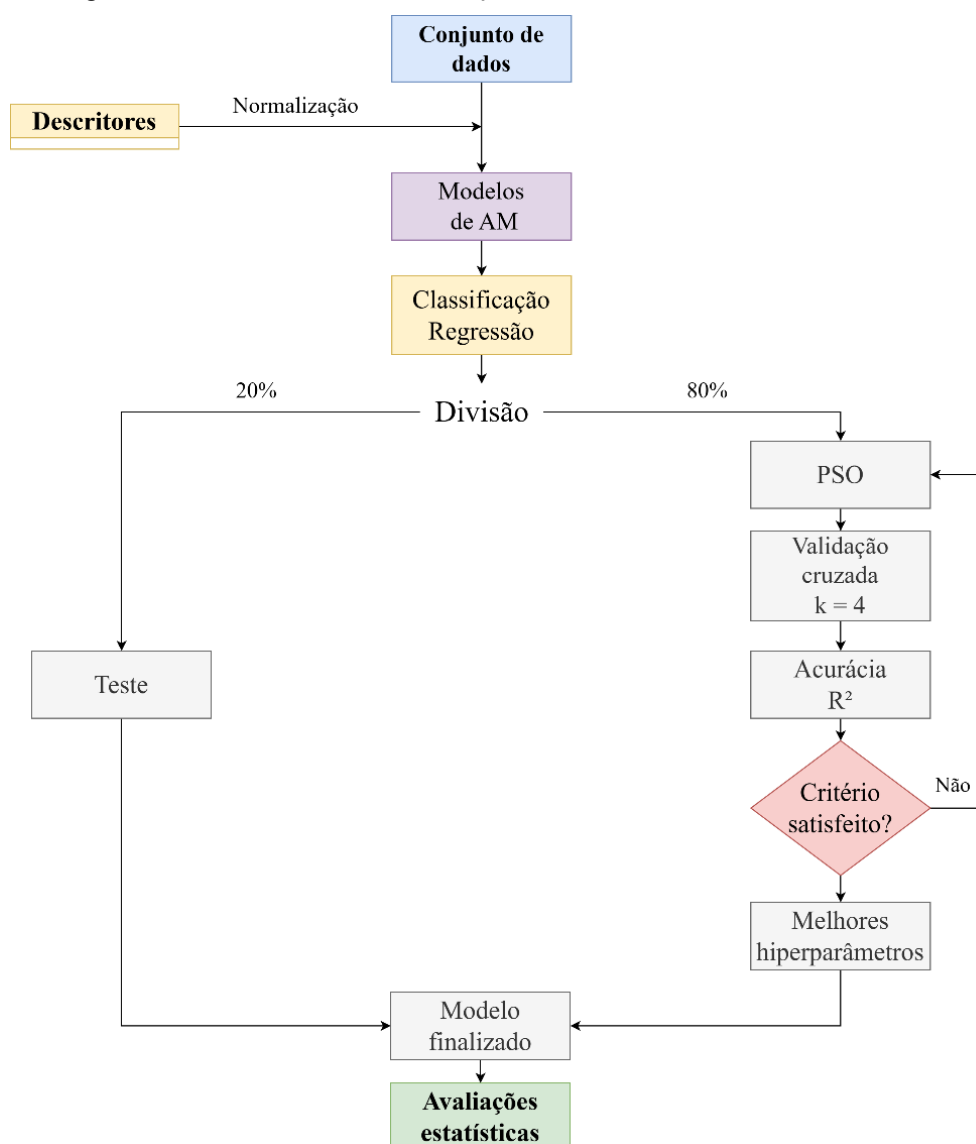 Conjunto de
dados
Normalização
Descritores
Modelos
de AM
Classificação
Regressão
20%
80%
Divisão
PSO
Validação
cruzada
k = 4
Teste
Acurácia
R²
Critério
satisfeito?
Não
Melhores
hiperparâmetros
Modelo
finalizado
Avaliações
estatísticas